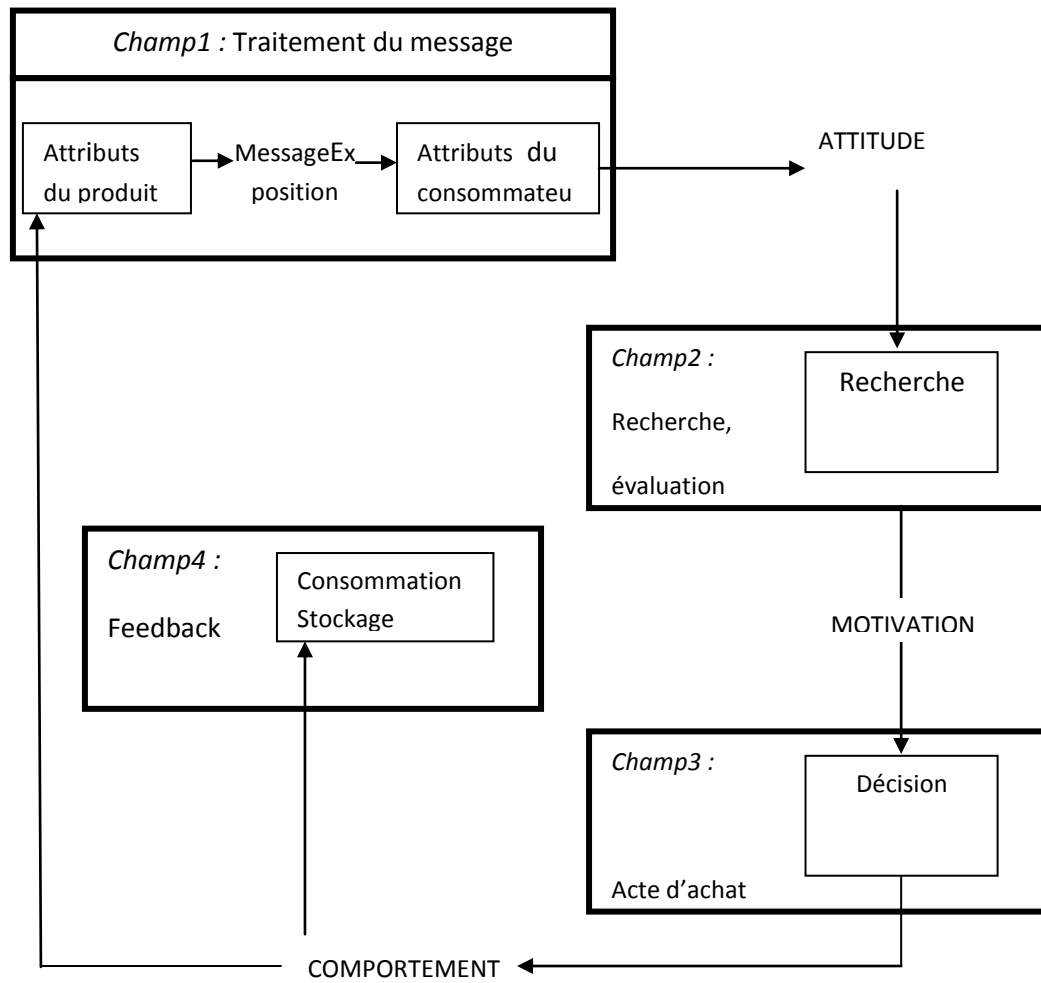 Champ1 : Traitement du message
Attributs
du produit
MessageEx
position
Attributs du
consommateu
ATTITUDE
Champ2 :
Recherche,
évaluation
Recherche
MOTIVATION
Champ3 :
Acte d’achat
Décision
Champ4 :
Feedback
Consommation
Stockage
COMPORTEMENT